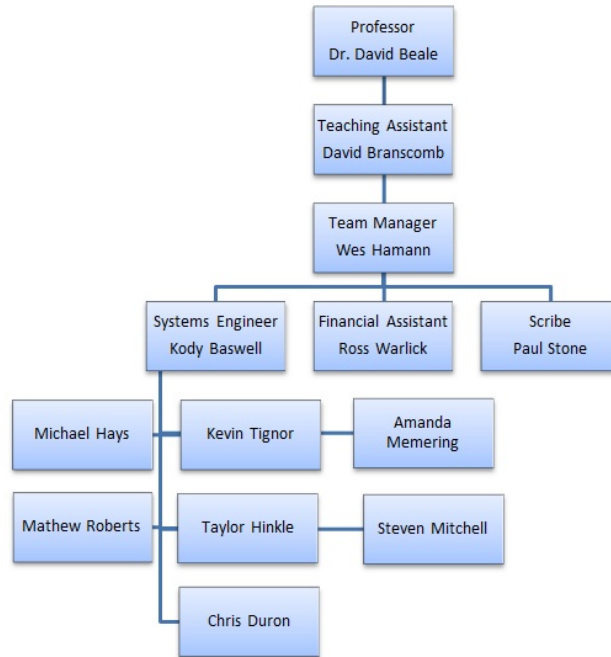 Professor
Dr. David Beale
Teaching Assistant
David Branscomb
Team Manager
Wes Hamann
Systems Engineer
Kody Baswell
Financial Assistant
Ross Warlick
Scribe
Paul Stone
Michael Hays
Kevin Tignor
Amanda
Memering
Mathew Roberts
Taylor Hinkle
Steven Mitchell
Chris Duron